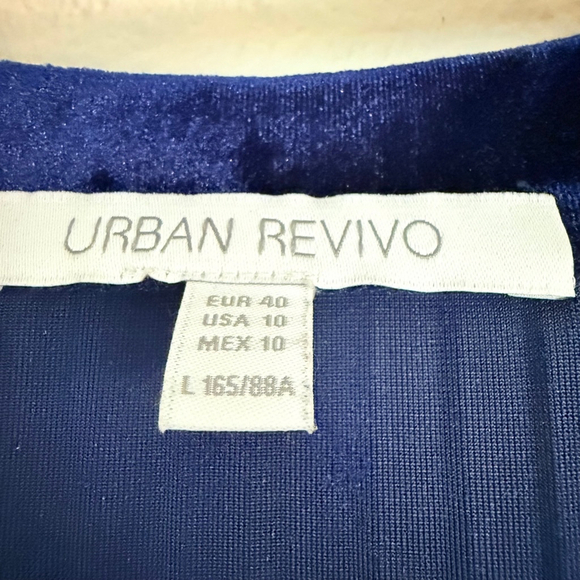 URBAN REVIVO
EUR 40
USA 10
MEX 10
L 165/88A